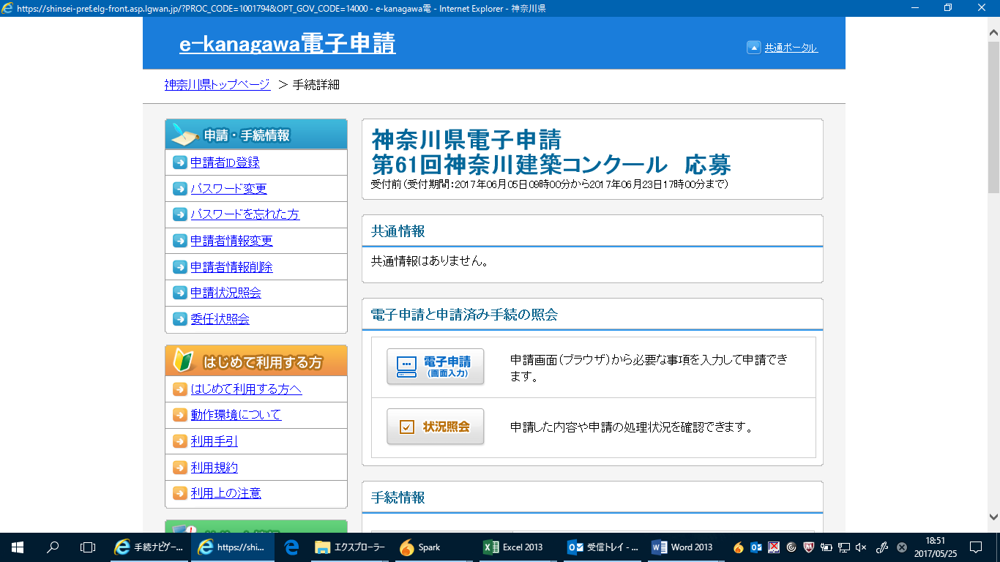 https://shinsei-pref.elg-front.asp.lgwan.jp/?PROC_CODE=1001794&OPT_GOV_CODE=14000 - e-kanagawa電 - Internet Explorer - 神奈川県
e-kanagawa電子申請
共通ポータル
神奈川県トップページ ＞ 手続詳細
申請・手続情報
申請者ID登録
パスワード変更
パスワードを忘れた方
申請者情報変更
申請者情報削除
申請状況照会
委任状照会
はじめて利用する方
はじめて利用する方へ
動作環境について
利用手引
利用規約
利用上の注意
神奈川県電子申請
第61回神奈川建築コンクール　応募
受付前（受付期間：2017年06月05日09時00分から2017年06月23日17時00分まで）
共通情報
共通情報はありません。
電子申請と申請済み手続の照会
電子申請
(画面入力)
申請画面（ブラウザ）から必要な事項を入力して申請でき
ます。
状況照会
申請した内容や申請の処理状況を確認できます。
手続情報
手続ナビゲー...
https://shi...
エクスプローラー
Spark
Excel 2013
受信トレイ - ...
Word 2013
18:51
2017/05/25